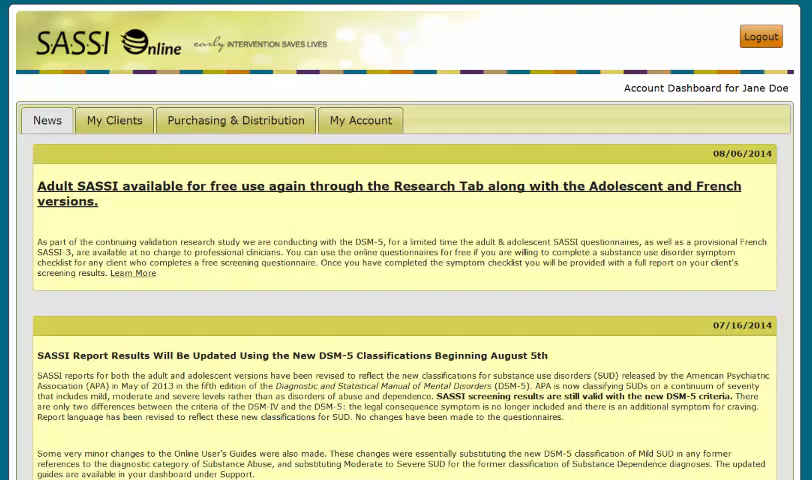 SASSI Online early INTERVENTION SAVES LIVES
Logout
Account Dashboard for Jane Doe
News My Clients Purchasing & Distribution My Account
08/06/2014
Adult SASSI available for free use again through the Research Tab along with the Adolescent and French
versions.
As part of the continuing validation research study we are conducting with the DSM-5, for a limited time the adult & adolescent SASSI questionnaires, as well as a provisional French
SASSI-3, are available at no charge to professional clinicians. You can use the online questionnaires for free if you are willing to complete a substance use disorder symptom
checklist for any client who completes a free screening questionnaire. Once you have completed the symptom checklist you will be provided with a full report on your client's
screening results. Learn More
07/16/2014
SASSI Report Results Will Be Updated Using the New DSM-5 Classifications Beginning August 5th
SASSI reports for both the adult and adolescent versions have been revised to reflect the new classifications for substance use disorders (SUD) released by the American Psychiatric
Association (APA) in May of 2013 in the fifth edition of the Diagnostic and Statistical Manual of Mental Disorders (DSM-5). APA is now classifying SUDs on a continuum of severity
that includes mild, moderate and severe levels rather than as disorders of abuse and dependence. SASSI screening results are still valid with the new DSM-5 criteria. There
are only two differences between the criteria of the DSM-IV and the DSM-5: the legal consequence symptom is no longer included and there is an additional symptom for craving.
Report language has been revised to reflect these new classifications for SUD. No changes have been made to the questionnaires.
Some very minor changes to the Online User's Guides were also made. These changes were essentially substituting the new DSM-5 classification of Mild SUD in any former
references to the diagnostic category of Substance Abuse, and substituting Moderate to Severe SUD for the former classification of Substance Dependence diagnoses. The updated
guides are available in your dashboard under Support.